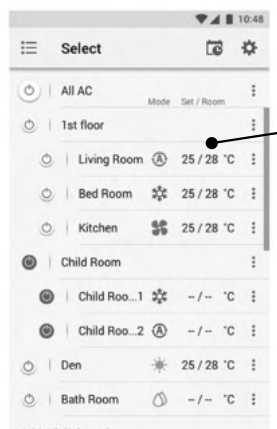 10:48
Select
All AC
Mode Set / Room
1st floor
Living Room A 25 / 28 °C
Bed Room 25 / 28 °C
Kitchen 25 / 28 °C
Child Room
Child Roo...1 -- / -- °C
Child Roo...2 A -- / -- °C
Den 25 / 28 °C
Bath Room -- / -- °C